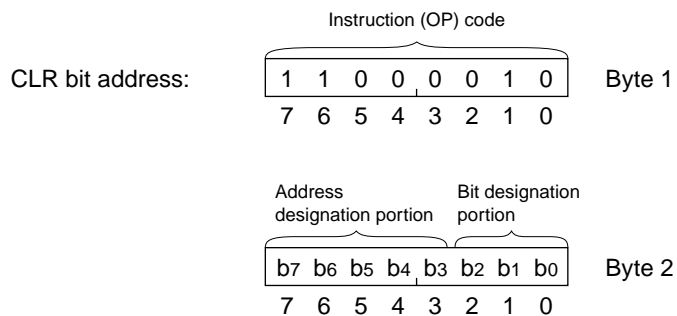 Instruction (OP) code
CLR bit address: 1 1 0 0 0 0 1 0 Byte 1
7 6 5 4 3 2 1 0
Address designation portion
Bit designation portion
b7 b6 b5 b4 b3 b2 b1 b0 Byte 2
7 6 5 4 3 2 1 0